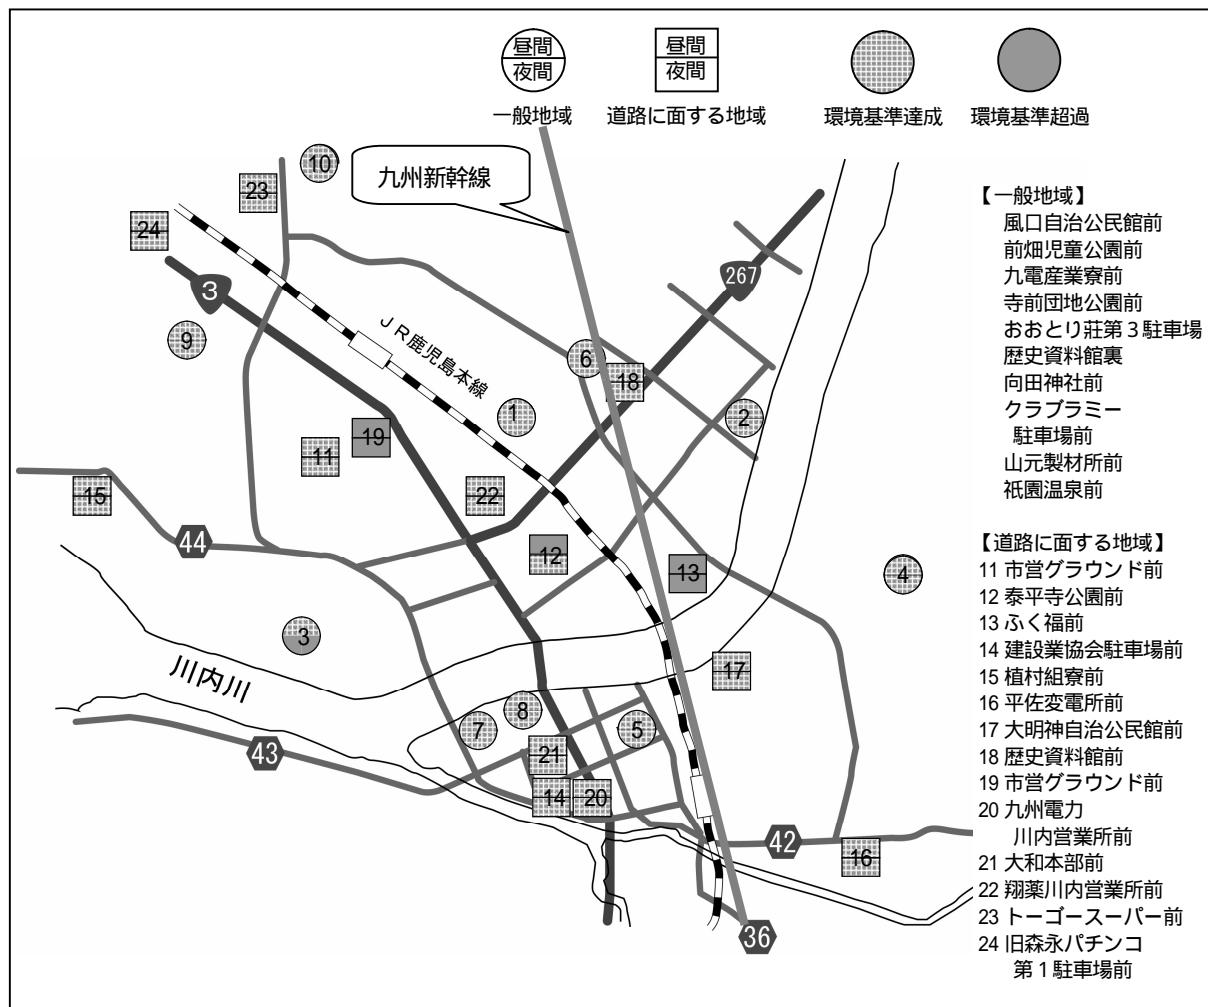 昼間
夜間
昼間
夜間
一般地域
道路に面する地域
環境基準達成
環境基準超過
九州新幹線
10
23
24
3
9
267
JR鹿児島本線
6
18
1
2
19
11
22
15
44
12
13
4
3
川内川
17
8
7
5
21
43
14
20
42
16
36
【一般地域】
風口自治公民館前
前畑児童公園前
九電産業寮前
寺前団地公園前
おおとり荘第3駐車場
歴史資料館裏
向田神社前
クラブラミー
駐車場前
山元製材所前
祇園温泉前
【道路に面する地域】
11 市営グラウンド前
12 泰平寺公園前
13 ふく福前
14 建設業協会駐車場前
15 植村組寮前
16 平佐変電所前
17 大明神自治公民館前
18 歴史資料館前
19 市営グラウンド前
20 九州電力
川内営業所前
21 大和本部前
22 翔薬川内営業所前
23 トーゴースーパー前
24 旧森永パチンコ
第1駐車場前